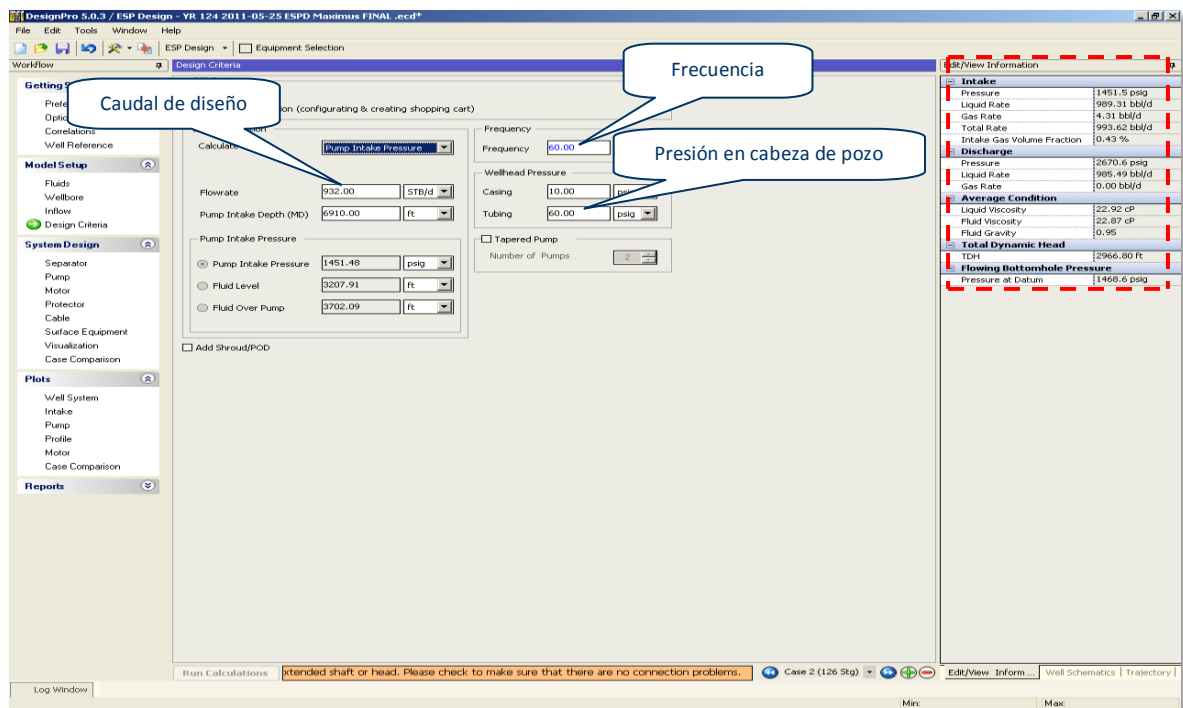 DesignPro 5.0.3 / ESP Design - YR 124 2011-05-25 ESPD Maximus FINAL .ecd*
File Edit Tools Window Help
ESP Design Equipment Selection
Workflow
Design Criteria
Edit/View Information
Frecuencia
Caudal de diseño
Presión en cabeza de pozo
Getting S
Prefe
Optio
Correlations
Well Reference
Model Setup
Fluids
Wellbore
Inflow
Design Criteria
System Design
Separator
Pump
Motor
Protector
Cable
Surface Equipment
Visualization
Case Comparison
Plots
Well System
Intake
Pump
Profile
Motor
Case Comparison
Reports
on (configurating & creating shopping cart)
Calculate Pump Intake Pressure
Flowrate 932.00 STB/d
Pump Intake Depth (MD) 6910.00 ft
Pump Intake Pressure
Pump Intake Pressure 1451.48 psig
Fluid Level 3207.91 ft
Fluid Over Pump 3702.09 ft
Add Shroud/POD
Frequency
Frequency 60.00
Wellhead Pressure
Casing 10.00 psig
Tubing 60.00 psig
Tapered Pump
Number of Pumps 2
Intake
Pressure 1451.5 psig
Liquid Rate 989.31 bbl/d
Gas Rate 4.31 bbl/d
Total Rate 993.62 bbl/d
Intake Gas Volume Fraction 0.43 %
Discharge
Pressure 2670.6 psig
Liquid Rate 985.49 bbl/d
Gas Rate 0.00 bbl/d
Average Condition
Liquid Viscosity 22.92 cP
Fluid Viscosity 22.87 cP
Fluid Gravity 0.95
Total Dynamic Head
TDH 2966.80 ft
Flowing Bottomhole Pres
Pressure at Datum 1468.6 psig
Run Calculations xtended shaft or head. Please check to make sure that there are no connection problems. Case 2 (126 Stg)
Edit/View Inform ... Well Schematics Trajectory
Log Window
Min: Max: